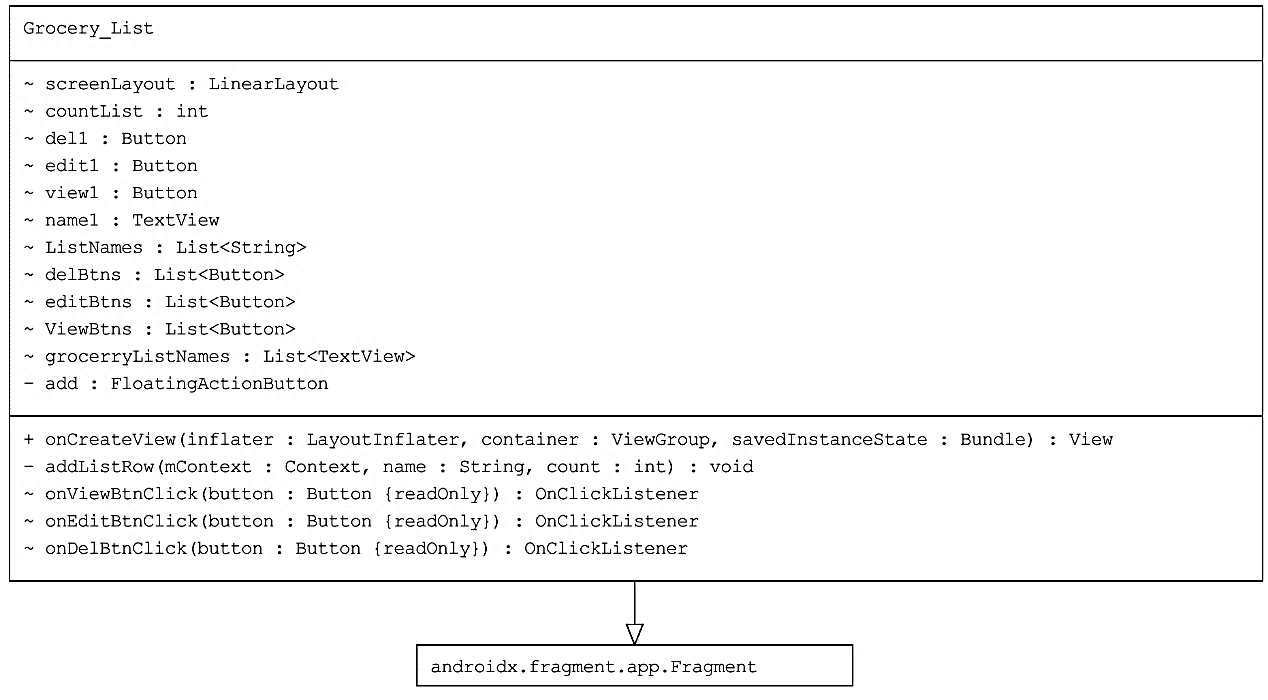 Grocery_List
~ screenLayout : LinearLayout
~ countList : int
~ del1 : Button
~ edit1 : Button
~ view1 : Button
~ name1 : TextView
~ ListNames : List<String>
~ delBtns : List<Button>
~ editBtns : List<Button>
~ ViewBtns : List<Button>
~ grocerryListNames : List<TextView>
- add : FloatingActionButton
+ onCreateView(inflater : LayoutInflater, container : ViewGroup, savedInstanceState : Bundle) : View
- addListRow(mContext : Context, name : String, count : int) : void
~ onViewBtnClick(button : Button {readOnly}) : OnClickListener
~ onEditBtnClick(button : Button {readOnly}) : OnClickListener
~ onDelBtnClick(button : Button {readOnly}) : OnClickListener
androidx.fragment.app.Fragment